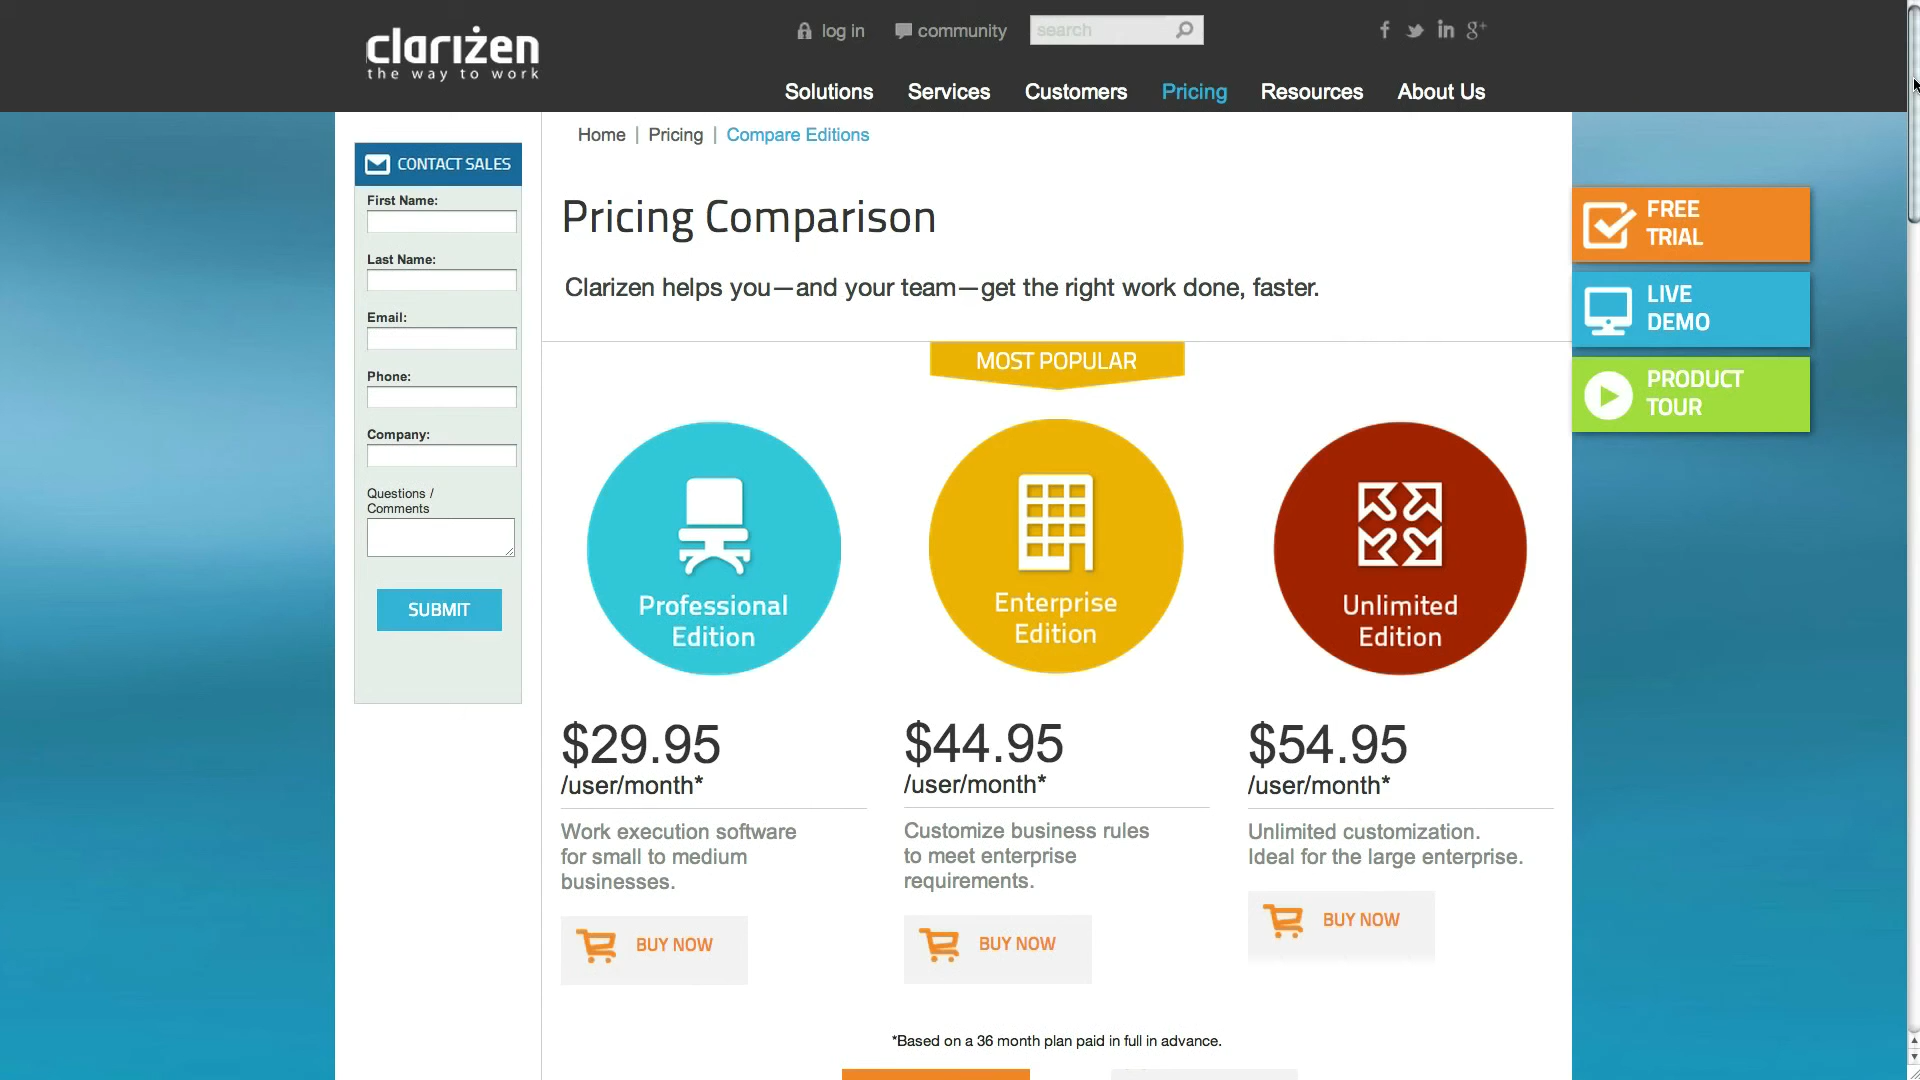 clarizen
the way to work
log in
community
search
Solutions
Services
Customers
Pricing
Resources
About Us
Home | Pricing | Compare Editions
CONTACT SALES
First Name:
Last Name:
Email:
Phone:
Company:
Questions /
Comments
SUBMIT
Pricing Comparison
Clarizen helps you—and your team—get the right work done, faster.
FREE
TRIAL
LIVE
DEMO
PRODUCT
TOUR
MOST POPULAR
Professional
Edition
$29.95
/user/month*
Work execution software
for small to medium
businesses.
BUY NOW
Enterprise
Edition
$44.95
/user/month*
Customize business rules
to meet enterprise
requirements.
BUY NOW
Unlimited
Edition
$54.95
/user/month*
Unlimited customization.
Ideal for the large enterprise.
BUY NOW
*Based on a 36 month plan paid in full in advance.